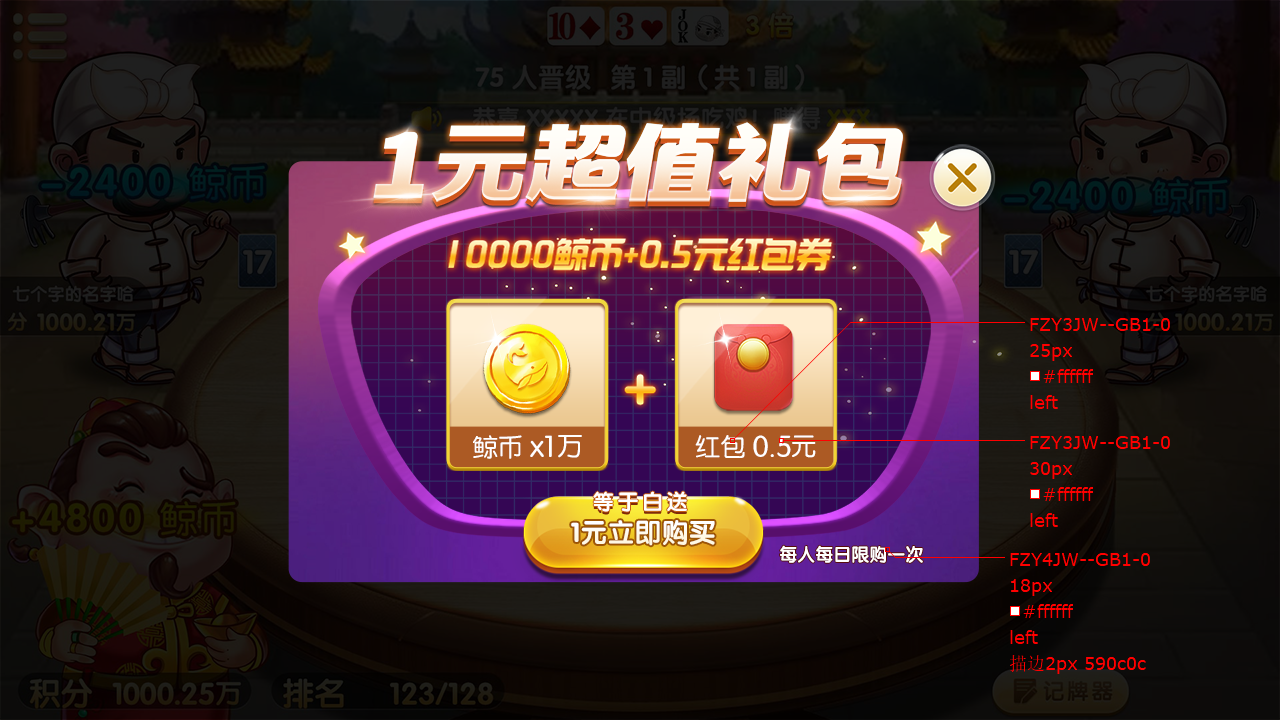 10 3 JOK 3 倍
75 人晋级 第1副（共1副）
恭喜 XXXXX 在中级场吃鸡！赚得 XXX
1元超值礼包
-2400 鲸币
-2400 鲸币
10000鲸币+0.5元红包券
17
17
七个字的名字哈
分 1000.21万
七个字的名字哈
分 1000.21万
鲸币 x1万
红包 0.5元
FZY3JW--GB1-0
25px
#ffffff
left
FZY3JW--GB1-0
30px
#ffffff
left
+4800 鲸币
等于白送
1元立即购买
每人每日限购一次
FZY4JW--GB1-0
18px
#ffffff
left
描边2px 590c0c
积分 1000.25万
排名 123/128
记牌器